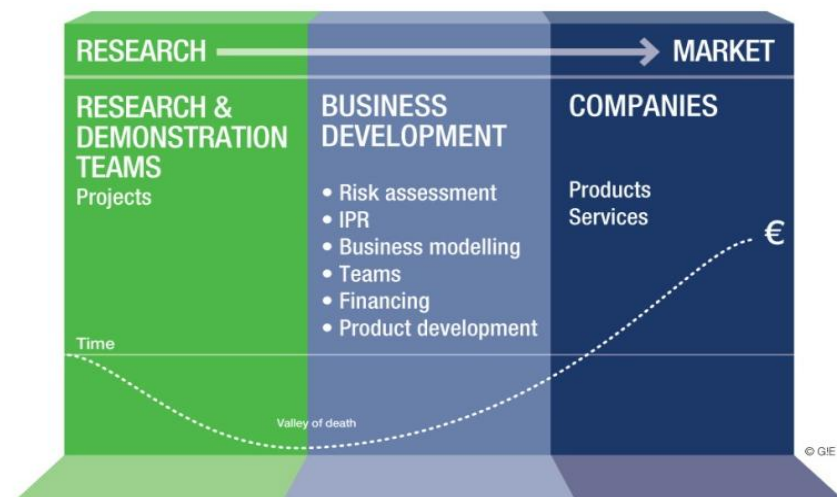 RESEARCH
MARKET
RESEARCH &
DEMONSTRATION
TEAMS
Projects
BUSINESS
DEVELOPMENT
• Risk assessment
• IPR
• Business modelling
• Teams
• Financing
• Product development
COMPANIES
Products
Services
€
Time
Valley of death
© G!E